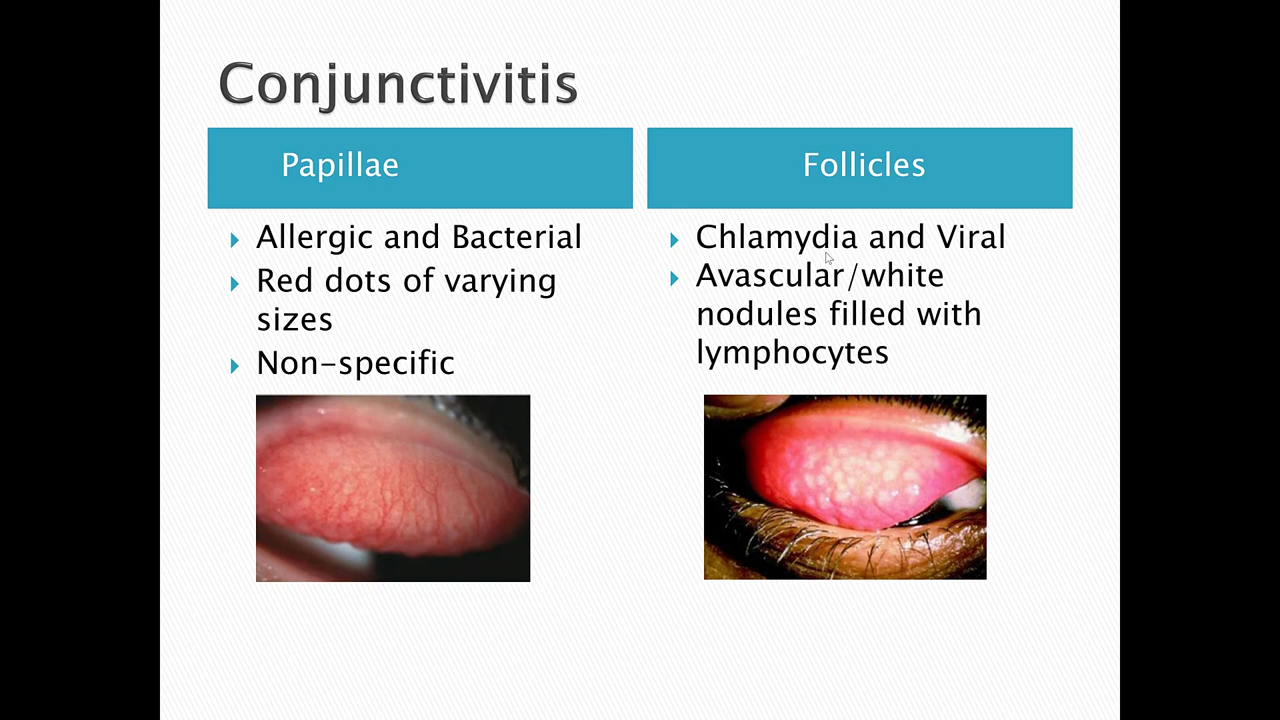 Conjunctivitis
Papillae
Allergic and Bacterial
Red dots of varying
sizes
Non-specific
Follicles
Chlamydia and Viral
Avascular/white
nodules filled with
lymphocytes